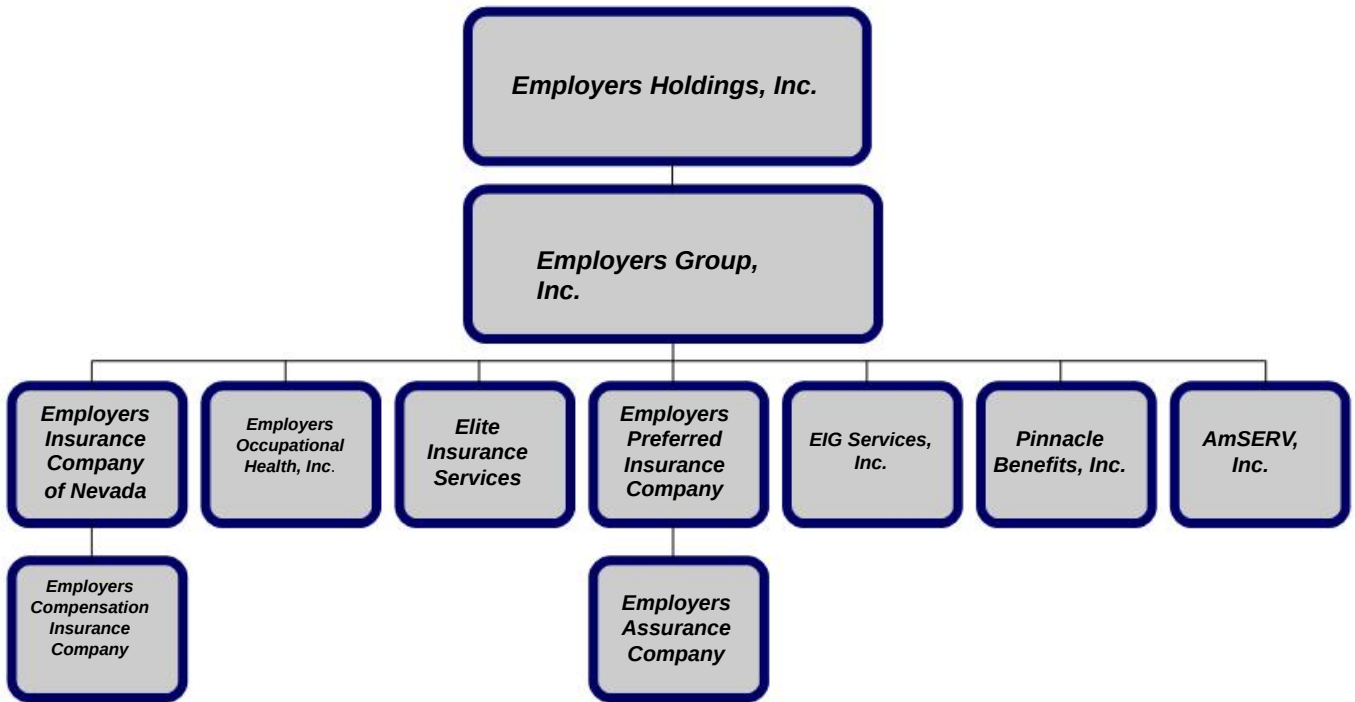 Employers Holdings, Inc.
Employers Group,
Inc.
Employers
Insurance
Company
of Nevada
Employers
Occupational
Health, Inc.
Elite
Insurance
Services
Employers
Preferred
Insurance
Company
EIG Services,
Inc.
Pinnacle
Benefits, Inc.
AmSERV,
Inc.
Employers
Compensation
Insurance
Company
Employers
Assurance
Company